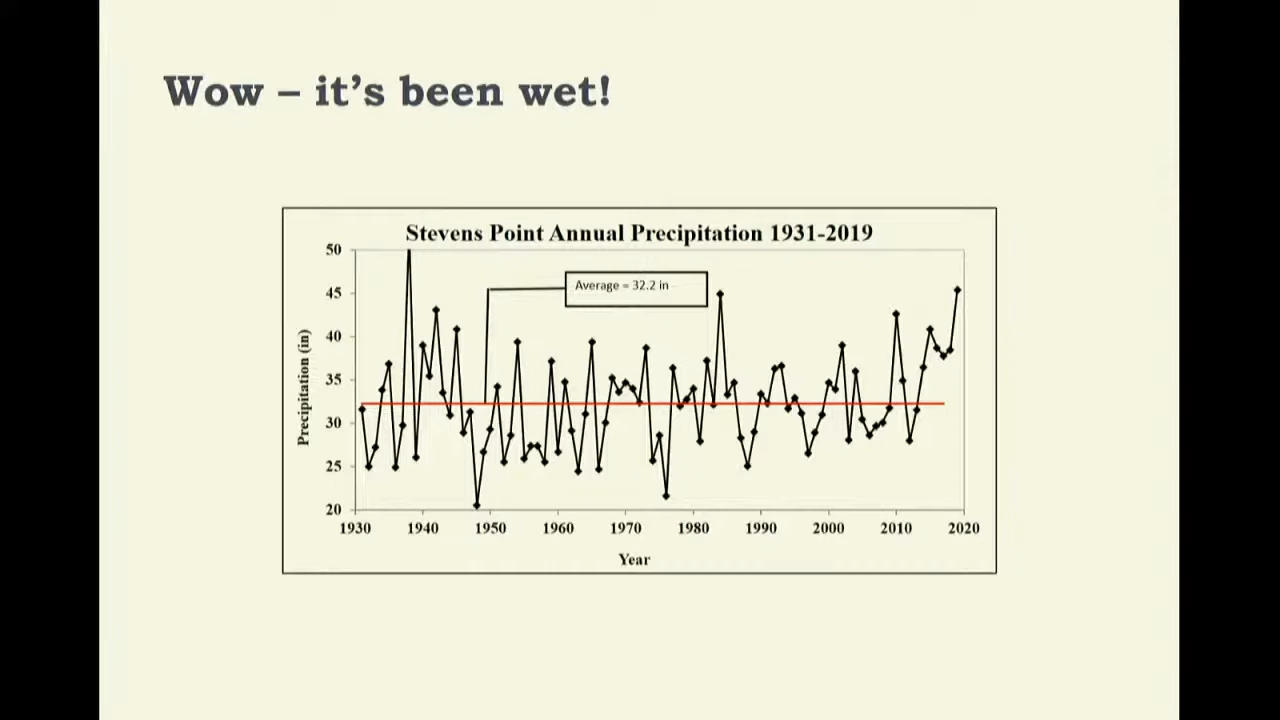 Wow – it's been wet!
Stevens Point Annual Precipitation 1931-2019
Average = 32.2 in
Precipitation (in)
50
45
40
35
30
25
20
1930 1940 1950 1960 1970 1980 1990 2000 2010 2020
Year